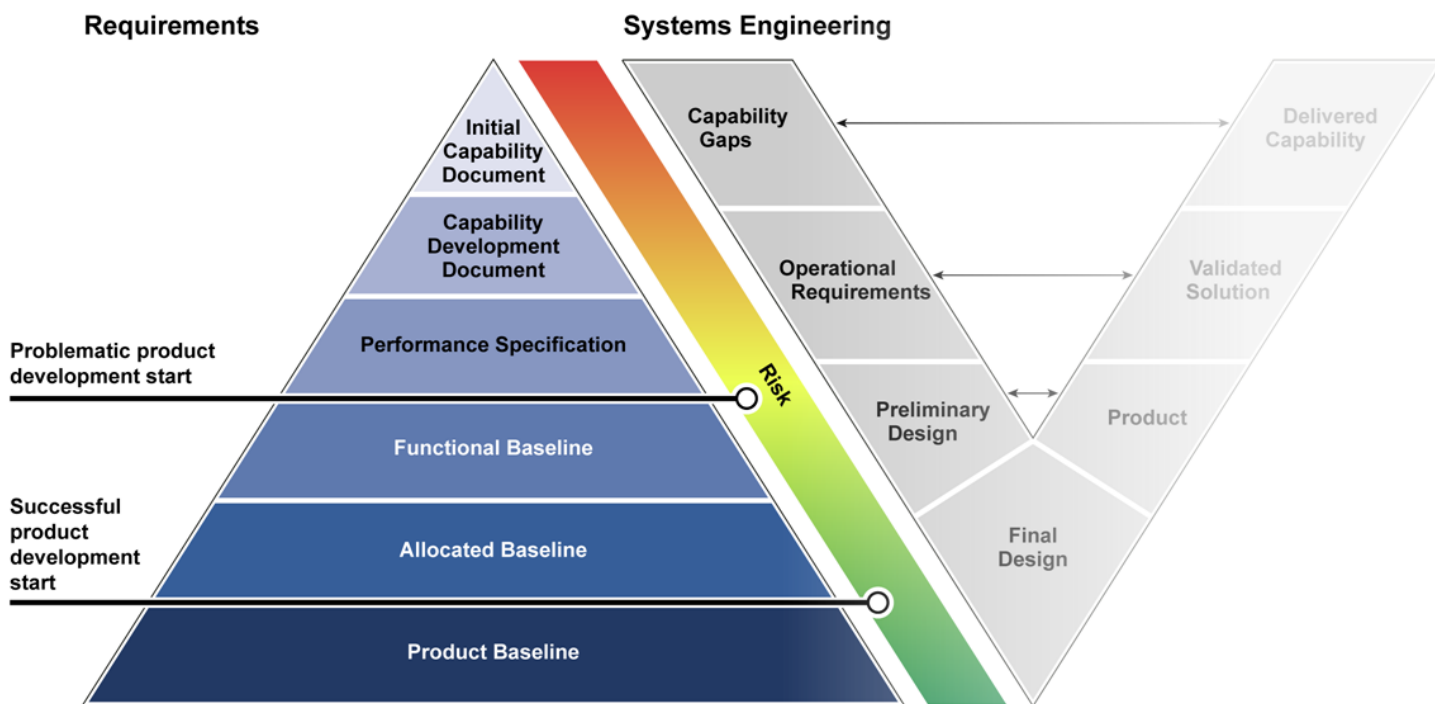 Requirements
Systems Engineering
Initial
Capability
Document
Capability
Development
Document
Performance Specification
Problematic product
development start
Functional Baseline
Successful
product
development
start
Allocated Baseline
Product Baseline
Risk
Capability
Gaps
Operational
Requirements
Preliminary
Design
Final
Design
Delivered
Capability
Validated
Solution
Product